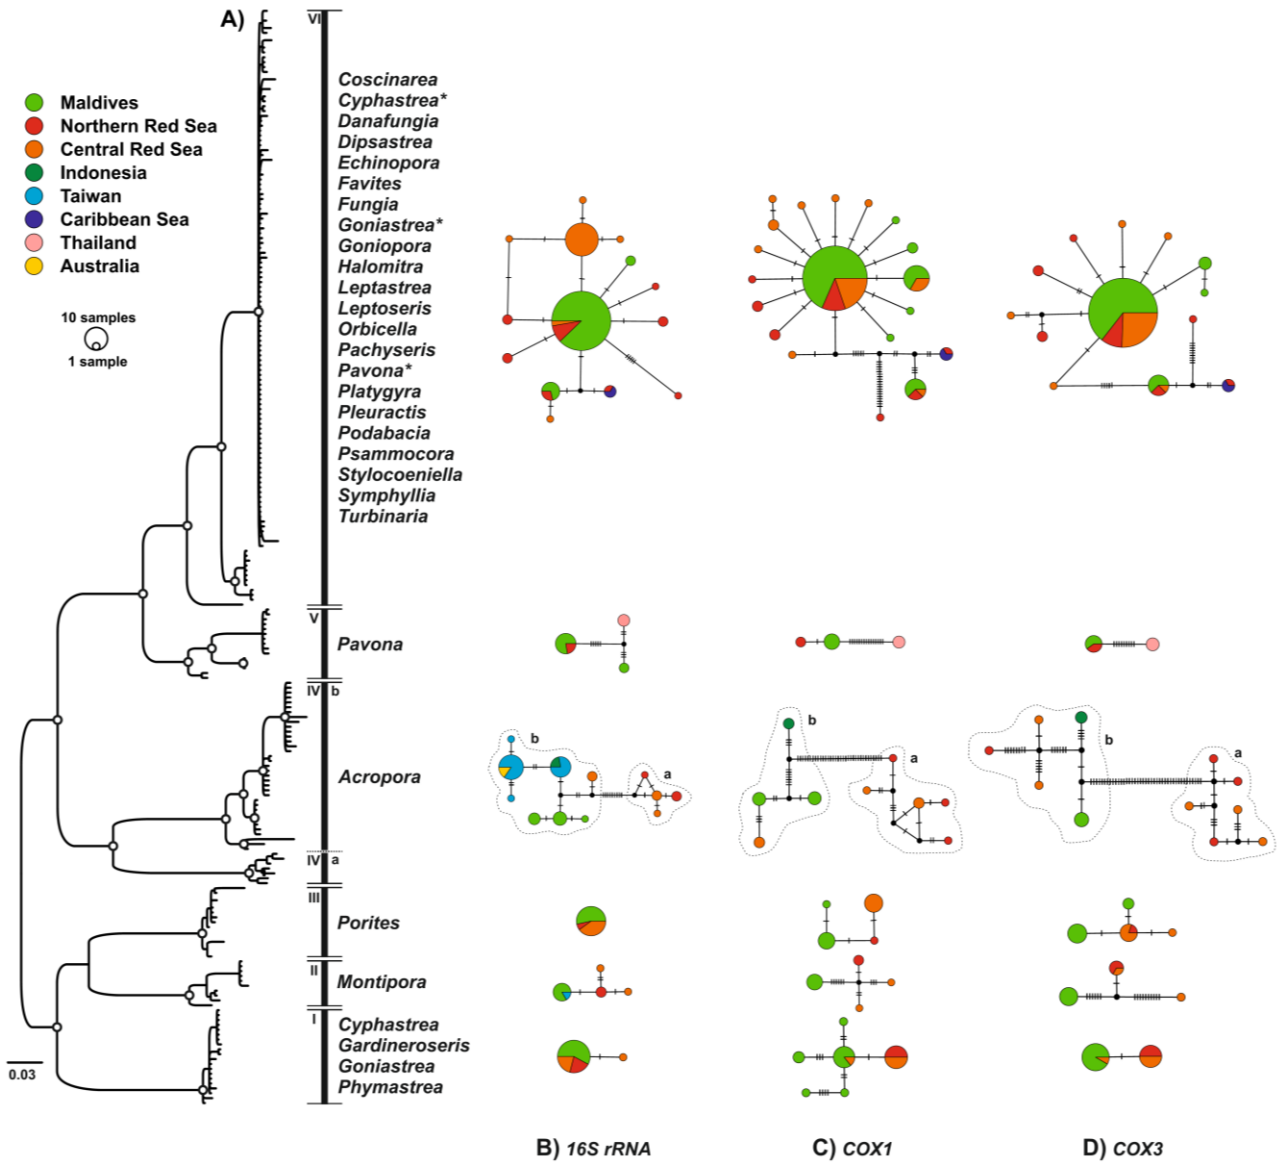 A)
Maldives
Northern Red Sea
Central Red Sea
Indonesia
Taiwan
Caribbean Sea
Thailand
Australia
10 samples
1 sample
VI
Coscinarea
Cyphastrea*
Danafungia
Dipsastrea
Echinopora
Favites
Fungia
Goniastrea*
Goniopora
Halomitra
Leptastrea
Leptoseris
Orbicella
Pachyseris
Pavona*
Platygyra
Pleuractis
Podabacia
Psammocora
Stylocoeniella
Symphyllia
Turbinaria
V
Pavona
IV b
Acropora
b
a
b
a
b
a
IV a
III
Porites
II
Montipora
I
Cyphastrea
Gardineroseris
Goniastrea
Phymastrea
0.03
B) 16S rRNA
C) COX1
D) COX3